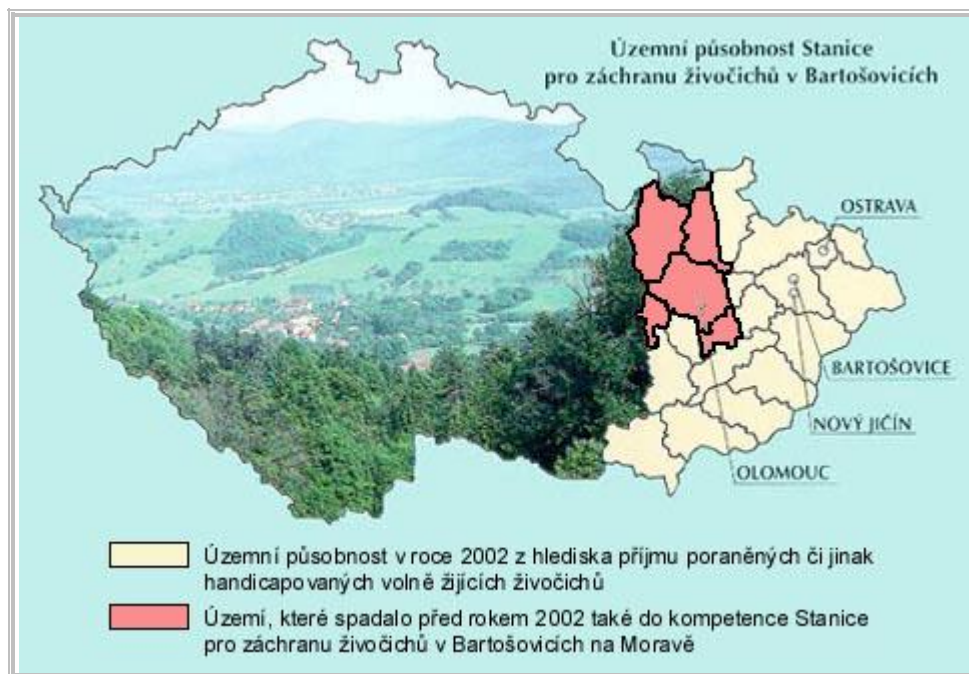 Územní působnost Stanice
pro záchranu živočichů v Bartošovicích
OSTRAVA
BARTOŠOVICE
NOVÝ JIČÍN
OLOMOUC
Územní působnost v roce 2002 z hlediska příjmu poraněných či jinak
handicapovaných volně žijících živočichů
Území, které spadalo před rokem 2002 také do kompetence Stanice
pro záchranu živočichů v Bartošovicích na Moravě